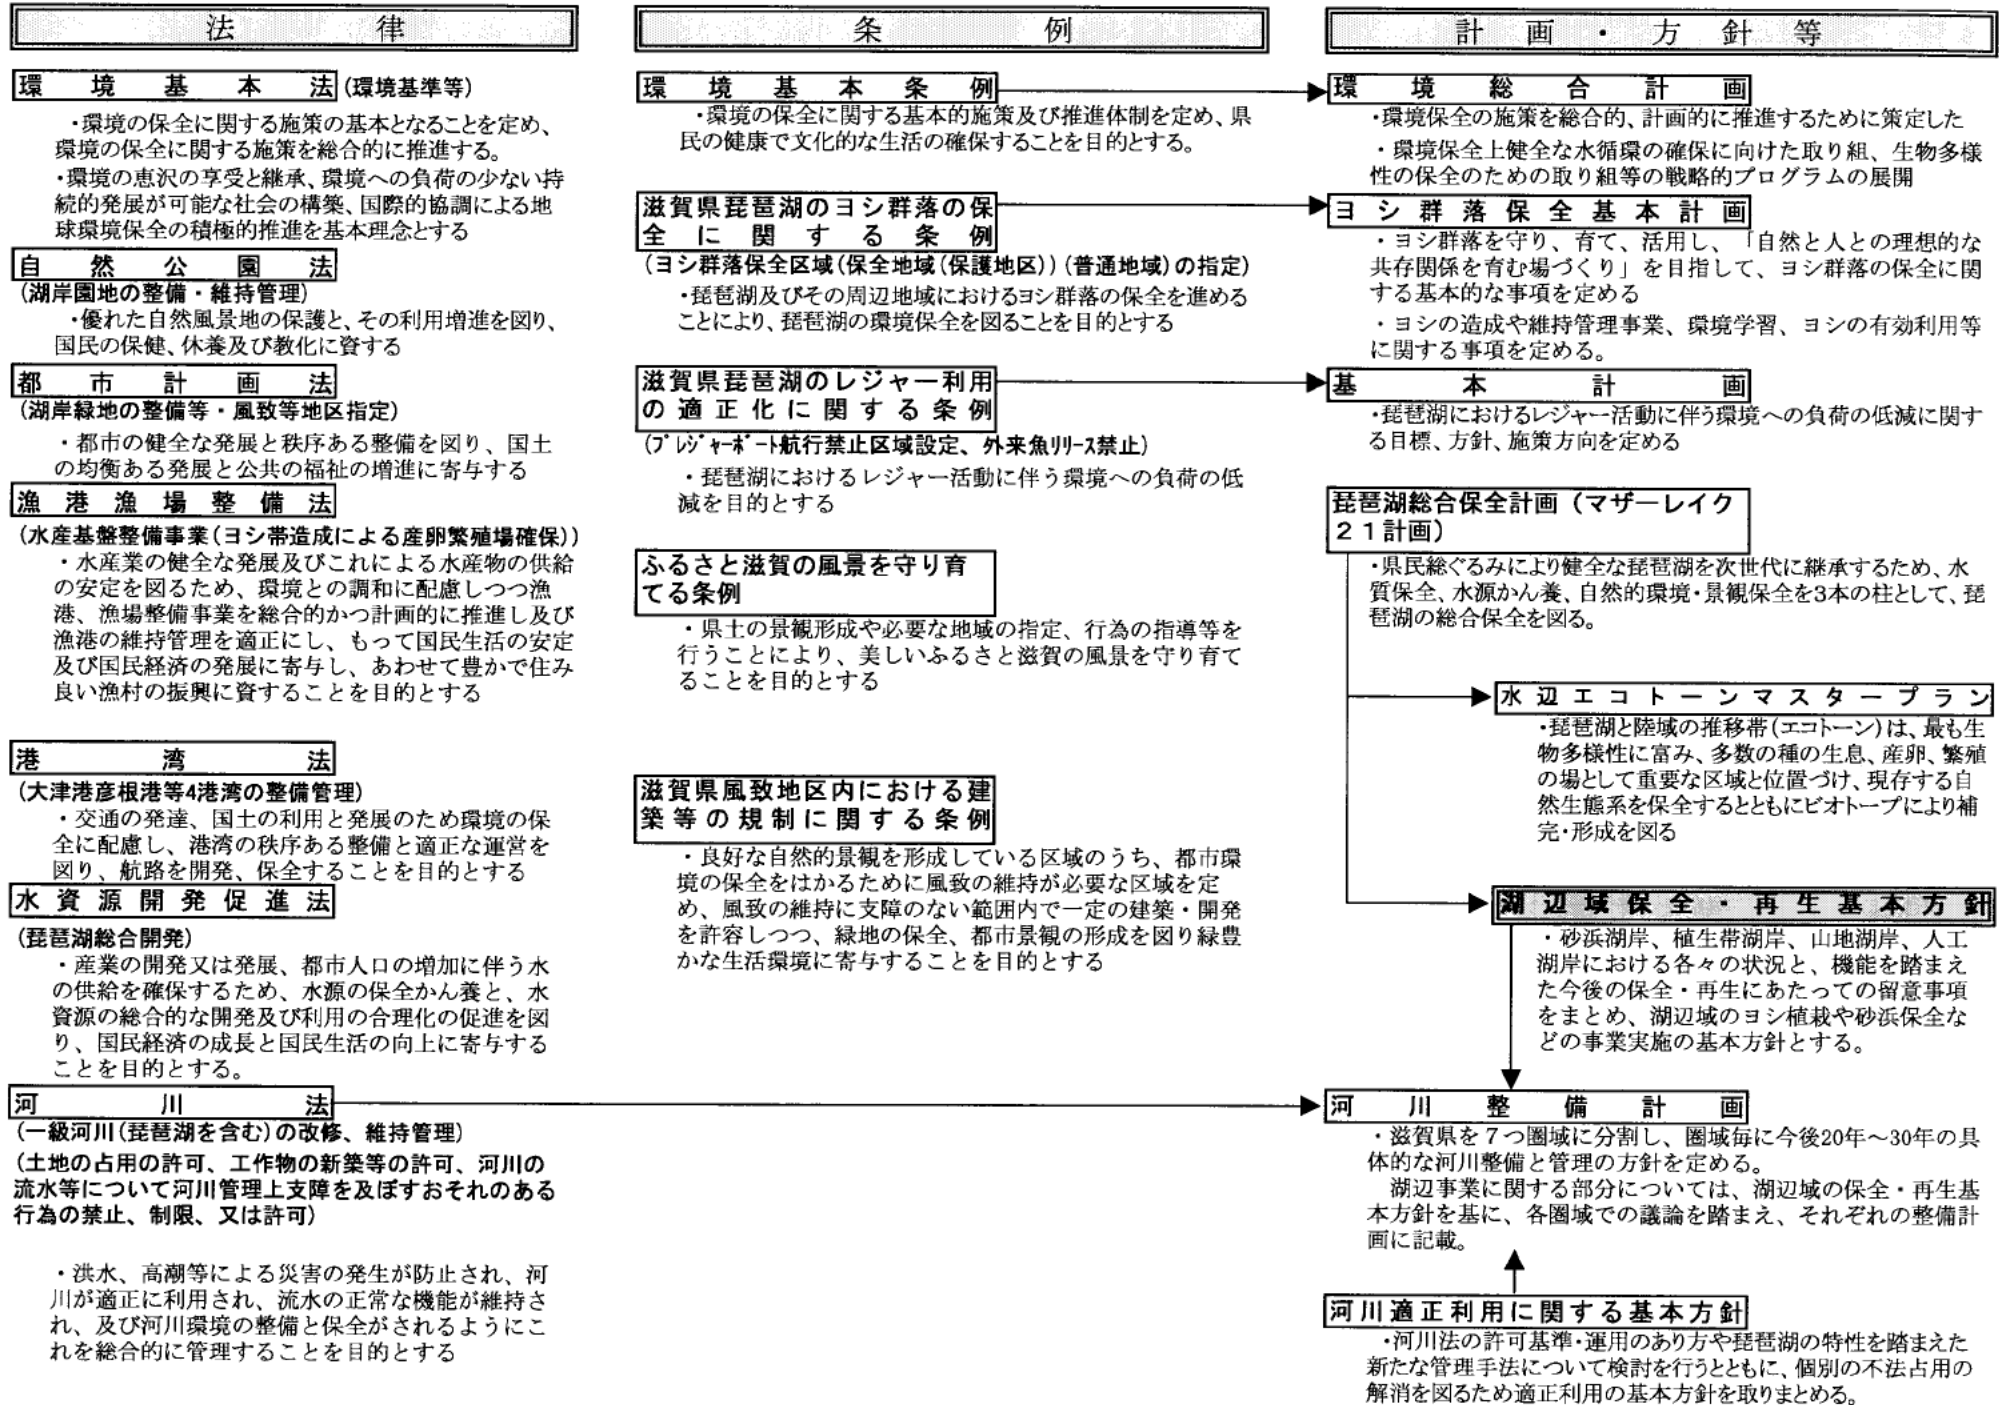 法律
環境基本法(環境基準等)
・環境の保全に関する施策の基本となることを定め、
環境の保全に関する施策を総合的に推進する。
・環境の恵沢の享受と継承、環境への負荷の少ない持
続的発展が可能な社会の構築、国際的協調による地
球環境保全の積極的推進を基本理念とする
自然公園法
(湖岸園地の整備・維持管理)
・優れた自然風景地の保護と、その利用増進を図り、
国民の保健、休養及び教化に資する
都市計画法
(湖岸緑地の整備等・風致等地区指定)
・都市の健全な発展と秩序ある整備を図り、国土
の均衡ある発展と公共の福祉の増進に寄与する
漁港漁場整備法
(水産基盤整備事業(ヨシ帯造成による産卵繁殖場確保))
・水産業の健全な発展及びこれによる水産物の供給
の安定を図るため、環境との調和に配慮しつつ漁
港、漁場整備事業を総合的かつ計画的に推進し及び
漁港の維持管理を適正にし、もって国民生活の安定
及び国民経済の発展に寄与し、あわせて豊かで住み
良い漁村の振興に資することを目的とする
港湾法
(大津港彦根港等4港湾の整備管理)
・交通の発達、国土の利用と発展のため環境の保
全に配慮し、港湾の秩序ある整備と適正な運営を
図り、航路を開発、保全することを目的とする
水資源開発促進法
(琵琶湖総合開発)
・産業の開発又は発展、都市人口の増加に伴う水
の供給を確保するため、水源の保全かん養と、水
資源の総合的な開発及び利用の合理化の促進を図
り、国民経済の成長と国民生活の向上に寄与する
ことを目的とする。
河川法
(一級河川(琵琶湖を含む)の改修、維持管理)
(土地の占用の許可、工作物の新築等の許可、河川の
流水等について河川管理上支障を及ぼすおそれのある
行為の禁止、制限、又は許可)
・洪水、高潮等による災害の発生が防止され、河
川が適正に利用され、流水の正常な機能が維持さ
れ、及び河川環境の整備と保全がされるようにこ
れを総合的に管理することを目的とする
条例
環境基本条例
・環境の保全に関する基本的施策及び推進体制を定め、県
民の健康で文化的な生活の確保することを目的とする。
滋賀県琵琶湖のヨシ群落の保
全に関する条例
(ヨシ群落保全区域(保全地域(保護地区))(普通地域)の指定)
・琵琶湖及びその周辺地域におけるヨシ群落の保全を進める
ことにより、琵琶湖の環境保全を図ることを目的とする
滋賀県琵琶湖のレジャー利用
の適正化に関する条例
(プレジャーボート航行禁止区域設定、外来魚リリース禁止)
・琵琶湖におけるレジャー活動に伴う環境への負荷の低
減を目的とする
ふるさと滋賀の風景を守り育
てる条例
・県土の景観形成や必要な地域の指定、行為の指導等を
行うことにより、美しいふるさと滋賀の風景を守り育て
ることを目的とする
滋賀県風致地区内における建
築等の規制に関する条例
・良好な自然的景観を形成している区域のうち、都市環
境の保全をはかるために風致の維持が必要な区域を定
め、風致の維持に支障のない範囲内で一定の建築・開発
を許容しつつ、緑地の保全、都市景観の形成を図り緑豊
かな生活環境に寄与することを目的とする
計画・方針等
環境総合計画
・環境保全の施策を総合的、計画的に推進するために策定した
・環境保全上健全な水循環の確保に向けた取り組、生物多様
性の保全のための取り組等の戦略的プログラムの展開
ヨシ群落保全基本計画
・ヨシ群落を守り、育て、活用し、「自然と人との理想的な
共存関係を育む場づくり」を目指して、ヨシ群落の保全に関
する基本的な事項を定める
・ヨシの造成や維持管理事業、環境学習、ヨシの有効利用等
に関する事項を定める。
基本計画
・琵琶湖におけるレジャー活動に伴う環境への負荷の低減に関す
る目標、方針、施策方向を定める
琵琶湖総合保全計画(マザーレイク
21計画)
・県民総ぐるみにより健全な琵琶湖を次世代に継承するため、水
質保全、水源かん養、自然的環境・景観保全を3本の柱として、琵
琶湖の総合保全を図る。
水辺エコトーンマスタープラン
・琵琶湖と陸域の推移帯(エコトーン)は、最も生
物多様性に富み、多数の種の生息、産卵、繁殖
の場として重要な区域と位置づけ、現存する自
然生態系を保全するとともにビオトープにより補
完・形成を図る
湖辺域保全・再生基本方針
・砂浜湖岸、植生帯湖岸、山地湖岸、人工
湖岸における各々の状況と、機能を踏まえ
た今後の保全・再生にあたっての留意事項
をまとめ、湖辺域のヨシ植栽や砂浜保全な
どの事業実施の基本方針とする。
河川整備計画
・滋賀県を7つ圏域に分割し、圏域毎に今後20年～30年の具
体的な河川整備と管理の方針を定める。
湖辺事業に関する部分については、湖辺域の保全・再生基
本方針を基に、各圏域での議論を踏まえ、それぞれの整備計
画に記載。
河川適正利用に関する基本方針
・河川法の許可基準・運用のあり方や琵琶湖の特性を踏まえた
新たな管理手法について検討を行うとともに、個別の不法占用の
解消を図るため適正利用の基本方針を取りまとめる。